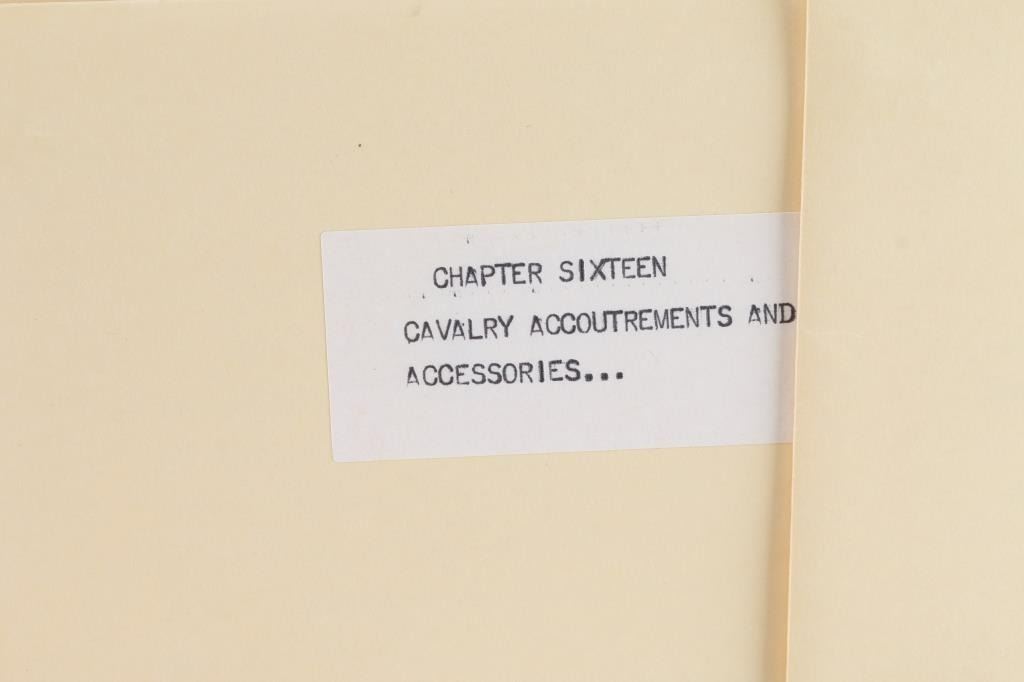 CHAPTER SIXTEEN
CAVALRY ACCOUTREMENTS AND
ACCESSORIES...